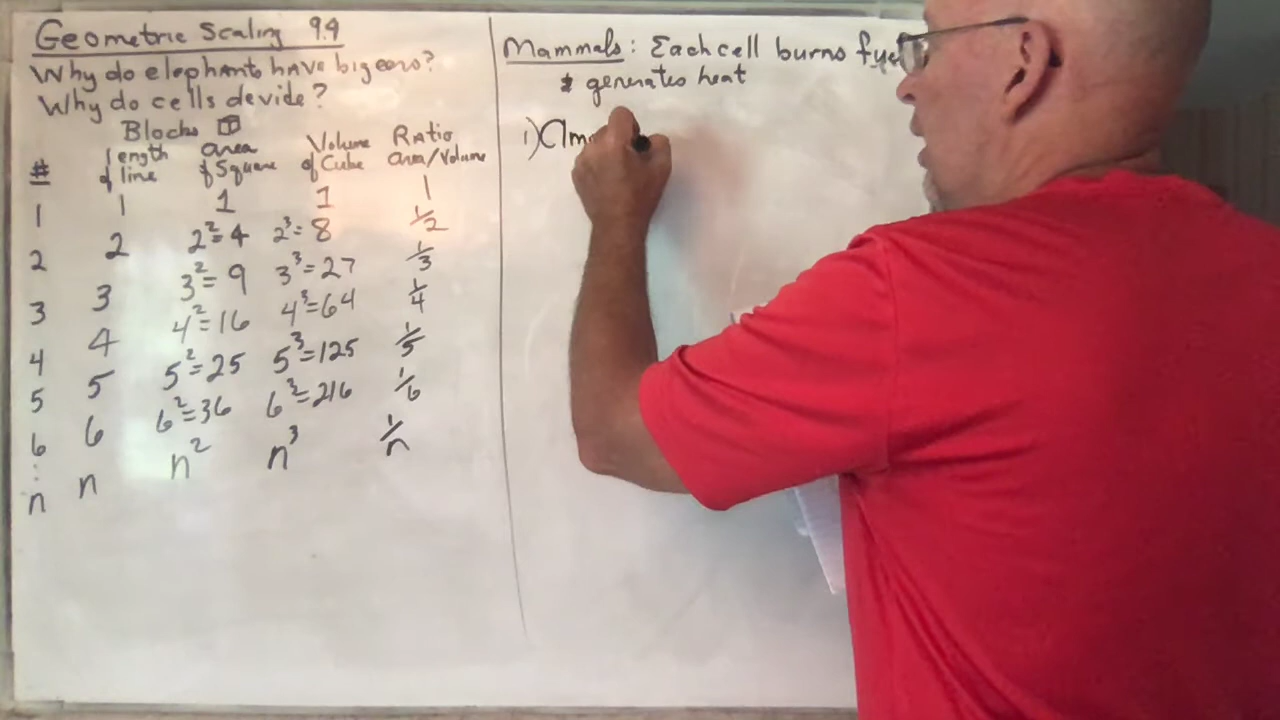 Geometric Scaling 9.4
Why do elephants have big ears?
Why do cells devide?
Blocks
# length of line area of Square Volume of Cube Ratio area/Volume
1 1 1 1 1
2 2 2²=4 2³=8 1/2
3 3 3²=9 3³=27 1/3
4 4 4²=16 4³=64 1/4
5 5 5²=25 5³=125 1/5
6 6 6²=36 6³=216 1/6
⋮
n n n² n³ 1/n
Mammals: Each cell burns fuel
& generates heat
1)